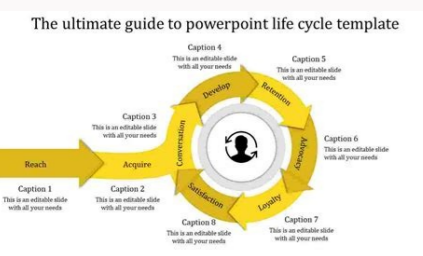 The ultimate guide to powerpoint life cycle template
Caption 4
This is an editable slide
with all your needs
Caption 5
This is an editable slide
with all your needs
Develop
Retention
Caption 3
This is an editable slide
with all your needs
Conversation
Advocacy
Caption 6
This is an editable slide
with all your needs
Reach
Acquire
Satisfaction
Loyalty
Caption 1
This is an editable slide
with all your needs
Caption 2
This is an editable slide
with all your needs
Caption 8
This is an editable slide
with all your needs
Caption 7
This is an editable slide
with all your needs